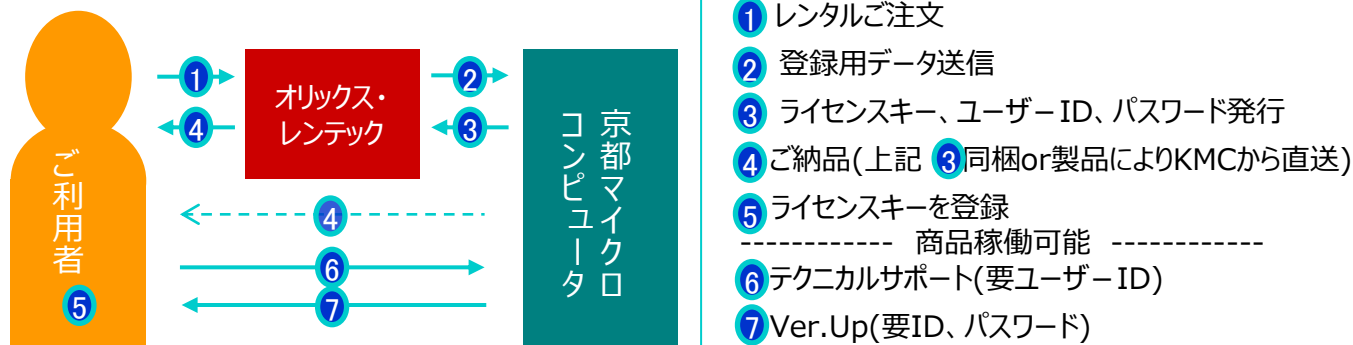 ご利用者
⑤
①
④
オリックス・
レンテック
②
③
京都マイクロ
コンピュータ
④
⑥
⑦
① レンタルご注文
② 登録用データ送信
③ ライセンスキー、ユーザーID、パスワード発行
④ ご納品(上記 ③同梱or製品によりKMCから直送)
⑤ ライセンスキーを登録
------------ 商品稼働可能 ------------
⑥ テクニカルサポート(要ユーザーID)
⑦ Ver.Up(要ID、パスワード)